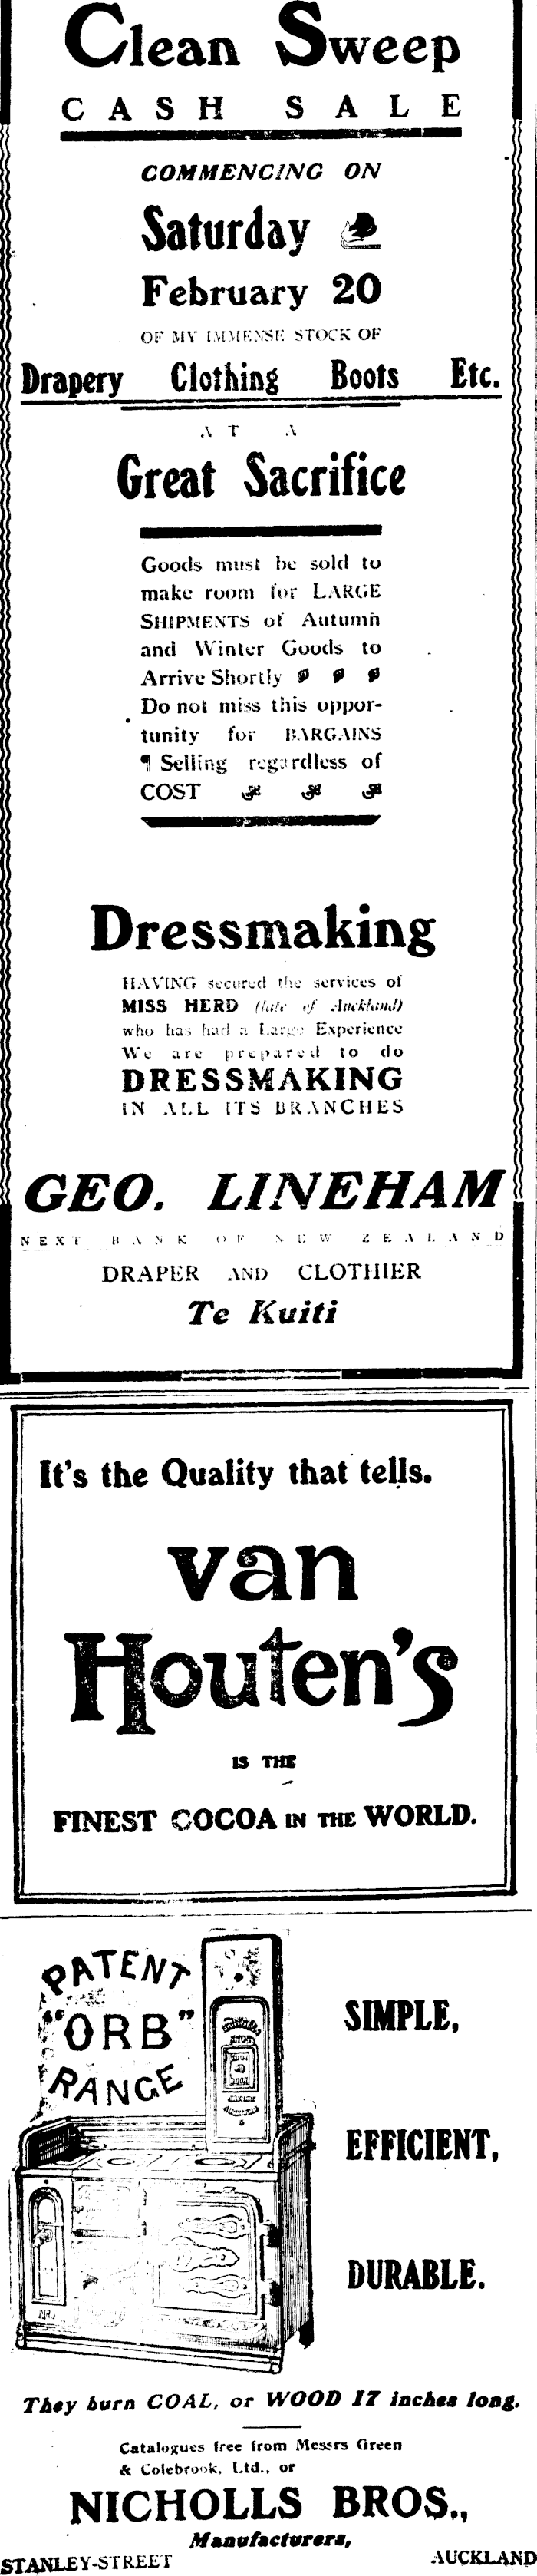 Clean Sweep
CASH SALE
COMMENCING ON
Saturday
February 20
OF MY IMMENSE STOCK OF
Drapery Clothing Boots Etc.
AT A
Great Sacrifice
Goods must be sold to
make room for LARGE
SHIPMENTS of Autumn
and Winter Goods to
Arrive Shortly
Do not miss this oppor-
tunity for BARGAINS
¶ Selling regardless of
COST
Dressmaking
HAVING secured the services of
MISS HERD (late of Auckland)
who has had a Large Experience
We are prepared to do
DRESSMAKING
IN ALL ITS BRANCHES
GEO. LINEHAM
NEXT BANK OF NEW ZEALAND
DRAPER AND CLOTHIER
Te Kuiti
It's the Quality that tells.
van
Houten's
IS THE
FINEST COCOA IN THE WORLD.
PATENT
"ORB"
RANGE
SIMPLE,
EFFICIENT,
DURABLE.
They burn COAL, or WOOD 17 inches long.
Catalogues free from Messrs Green
& Colebrook, Ltd., or
NICHOLLS BROS.,
Manufacturers,
STANLEY-STREET AUCKLAND